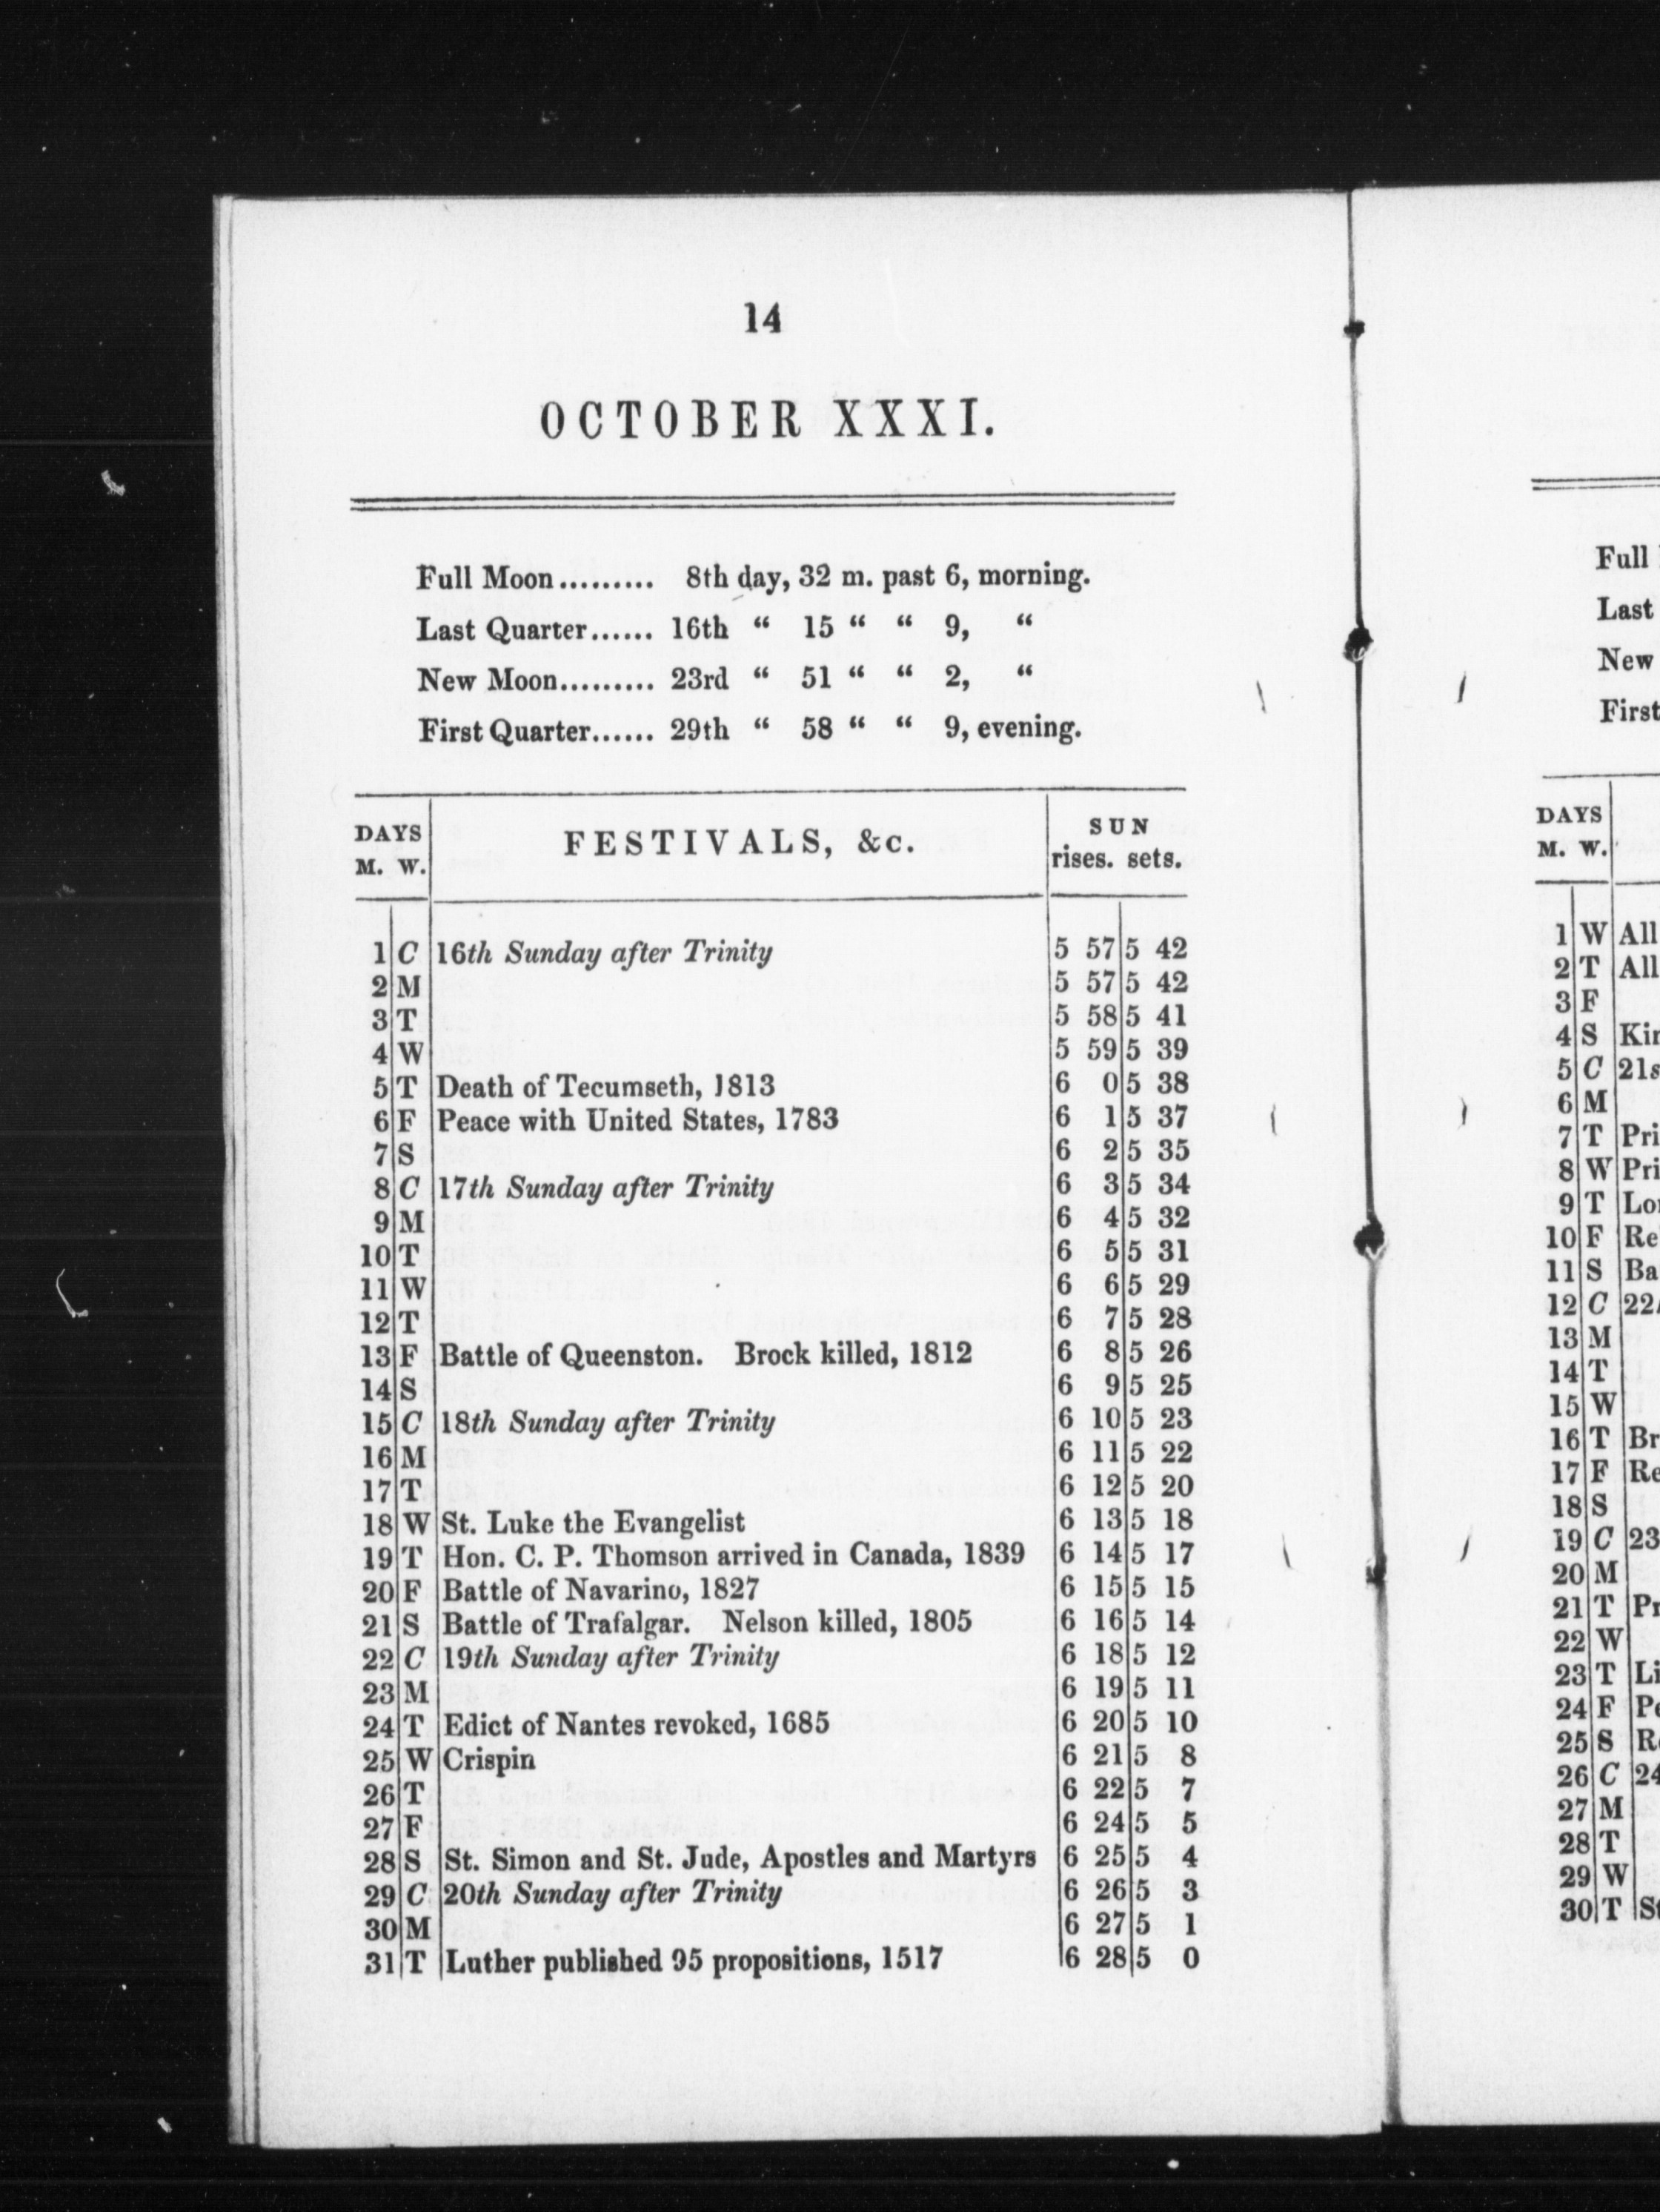 14
OCTOBER XXXI.
Full Moon......... 8th day, 32 m. past 6, morning.
Last Quarter...... 16th “ 15 “ “ 9, “
New Moon......... 23rd “ 51 “ “ 2, “
First Quarter...... 29th “ 58 “ “ 9, evening.
DAYS FESTIVALS, &c. SUN
M. W. rises. sets.
1 C 16th Sunday after Trinity 5 57 5 42
2 M 5 57 5 42
3 T 5 58 5 41
4 W 5 59 5 39
5 T Death of Tecumseth, 1813 6 0 5 38
6 F Peace with United States, 1783 6 1 5 37
7 S 6 2 5 35
8 C 17th Sunday after Trinity 6 3 5 34
9 M 6 4 5 32
10 T 6 5 5 31
11 W 6 6 5 29
12 T 6 7 5 28
13 F Battle of Queenston. Brock killed, 1812 6 8 5 26
14 S 6 9 5 25
15 C 18th Sunday after Trinity 6 10 5 23
16 M 6 11 5 22
17 T 6 12 5 20
18 W St. Luke the Evangelist 6 13 5 18
19 T Hon. C. P. Thomson arrived in Canada, 1839 6 14 5 17
20 F Battle of Navarino, 1827 6 15 5 15
21 S Battle of Trafalgar. Nelson killed, 1805 6 16 5 14
22 C 19th Sunday after Trinity 6 18 5 12
23 M 6 19 5 11
24 T Edict of Nantes revoked, 1685 6 20 5 10
25 W Crispin 6 21 5 8
26 T 6 22 5 7
27 F 6 24 5 5
28 S St. Simon and St. Jude, Apostles and Martyrs 6 25 5 4
29 C 20th Sunday after Trinity 6 26 5 3
30 M 6 27 5 1
31 T Luther published 95 propositions, 1517 6 28 5 0
Full
Last
New
First
DAYS
M. W.
1 W All
2 T All
3 F
4 S
5 C
6 M
7 T
8 W
9 T
10 F
11 S
12 C
13 M
14 T
15 W
16 T
17 F
18 S
19 C 23
20 M
21 T
22 W
23 T
24 F
25 S
26 C 24
27 M
28 T
29 W
30 T